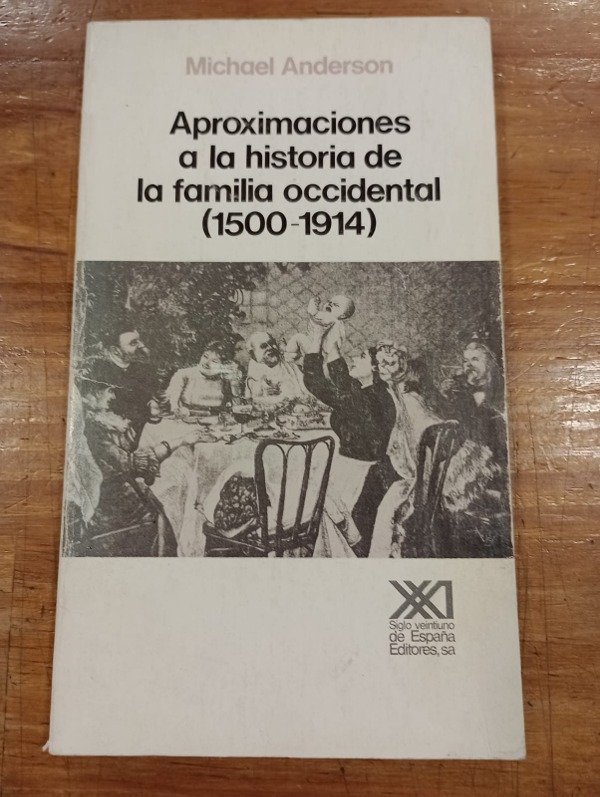 Michael Anderson
Aproximaciones
a la historia de
la familia occidental
(1500-1914)
XXI
Siglo veintiuno
de España
Editores, sa